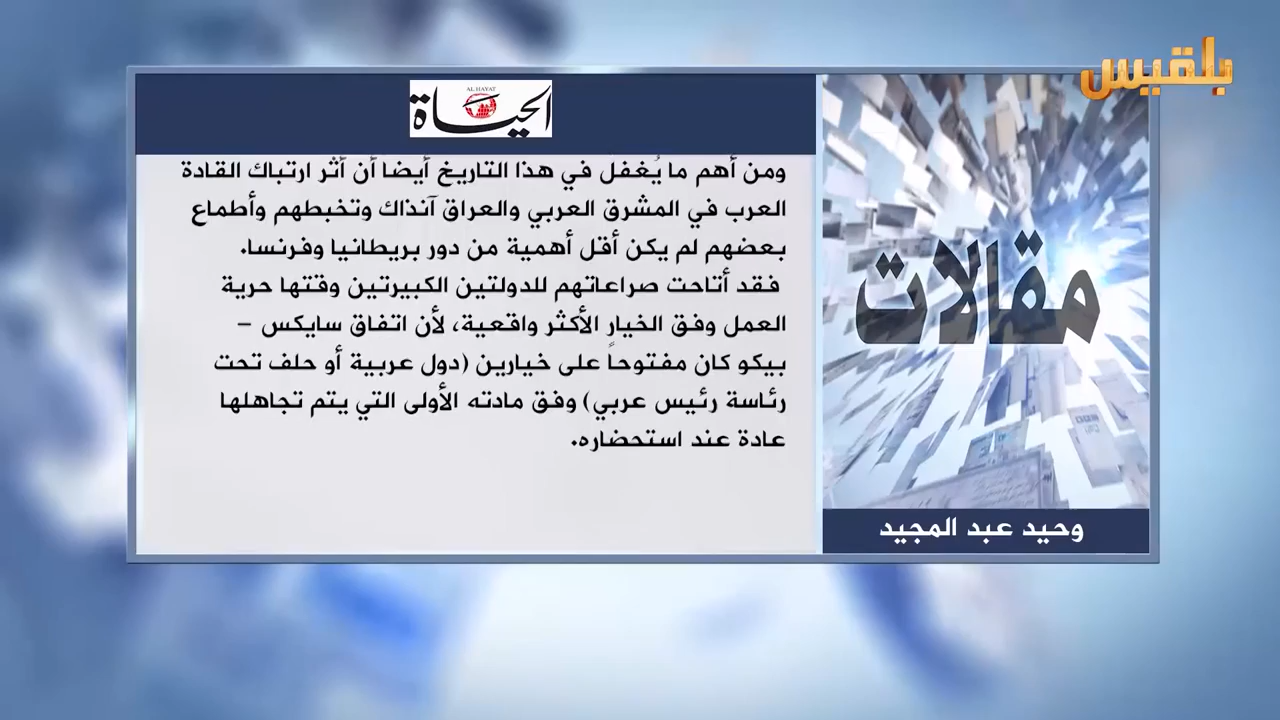 بلقيس
AL HAYAT
الحياة
ومن أهم ما يُغفل في هذا التاريخ أيضا أن أثر ارتباك القادة
العرب في المشرق العربي والعراق آنذاك وتخبطهم وأطماع
بعضهم لم يكن أقل أهمية من دور بريطانيا وفرنسا.
فقد أتاحت صراعاتهم للدولتين الكبيرتين وقتها حرية
العمل وفق الخيار الأكثر واقعية، لأن اتفاق سايكس –
بيكو كان مفتوحاً على خيارين (دول عربية أو حلف تحت
رئاسة رئيس عربي) وفق مادته الأولى التي يتم تجاهلها
عادة عند استحضاره.
مقالات
وحيد عبد المجيد